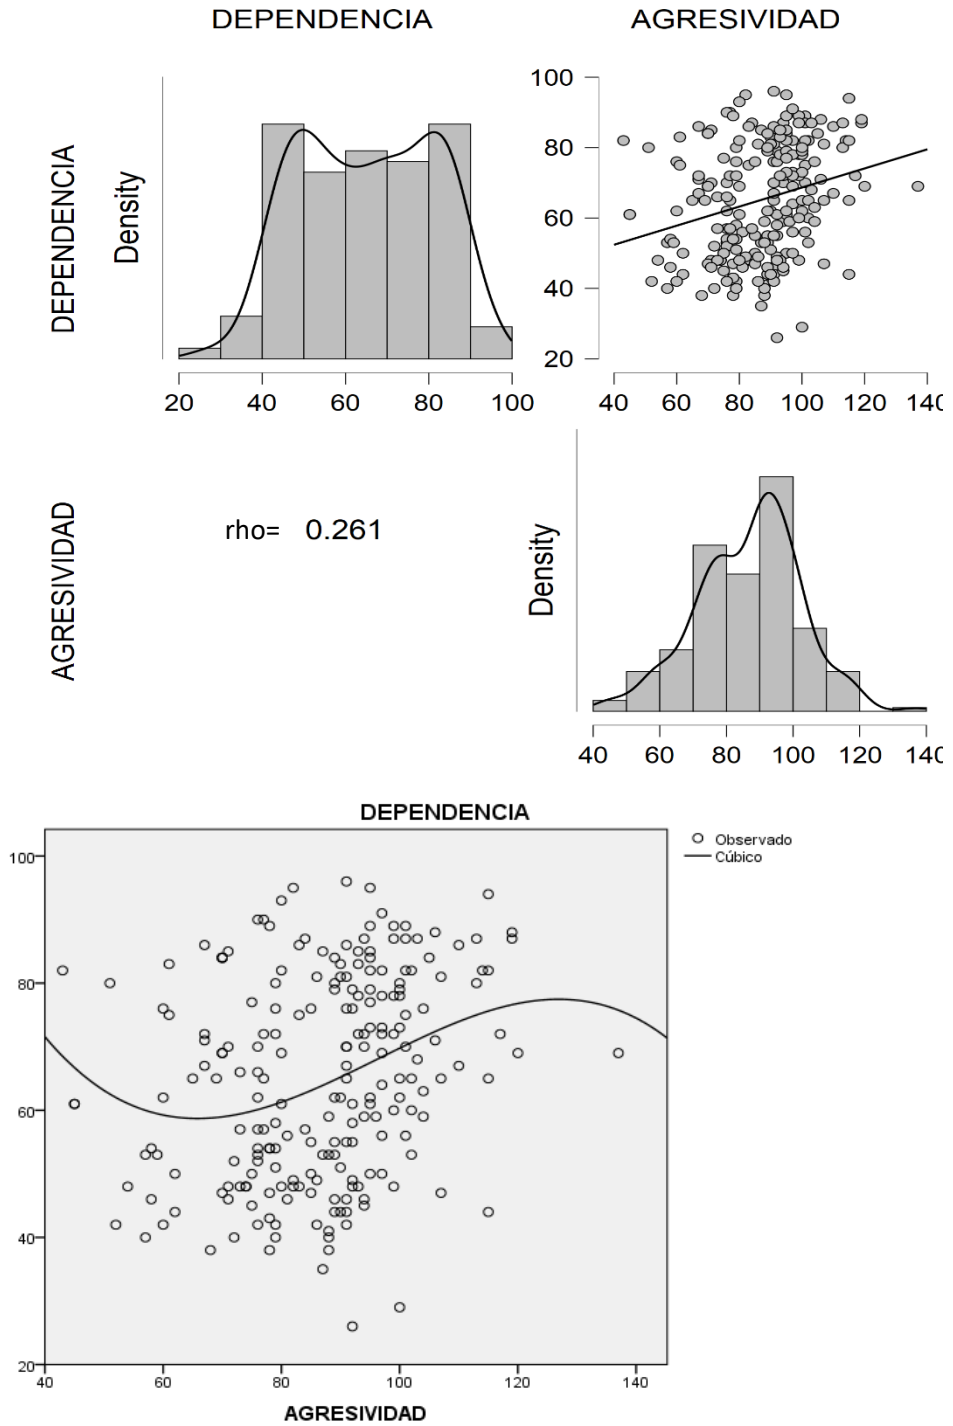 DEPENDENCIA AGRESIVIDAD
DEPENDENCIA
Density
20 40 60 80 100
100
80
60
40
20
40 60 80 100 120 140
AGRESIVIDAD
rho= 0.261
Density
40 60 80 100 120 140
DEPENDENCIA
Observado
Cúbico
100
80
60
40
20
40 60 80 100 120 140
AGRESIVIDAD